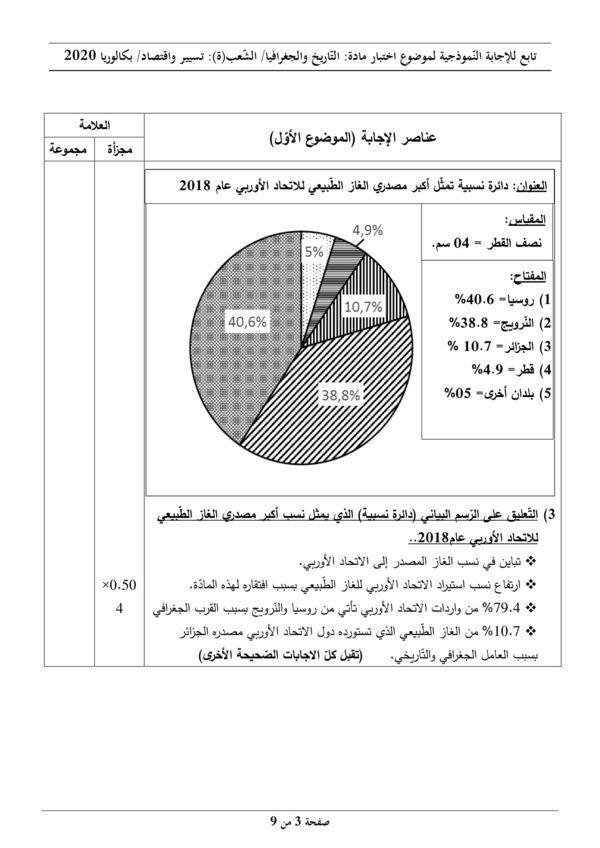 تابع للإجابة النّموذجية لموضوع اختبار مادة: التّاريخ والجغرافيا/ الشّعب(ة): تسيير واقتصاد/ بكالوريا 2020
عناصر الإجابة (الموضوع الأوّل)
العلامة
مجزأة
مجموعة
العنوان: دائرة نسبية تمثّل أكبر مصدري الغاز الطّبيعي للاتحاد الأوربي عام 2018
المقياس:
نصف القطر = 04 سم.
المفتاح:
1) روسيا= 40.6%
2) النّرويج= 38.8%
3) الجزائر= 10.7 %
4) قطر= 4.9%
5) بلدان أخرى= 05%
4,9%
5%
10,7%
40,6%
38,8%
3) التّعليق على الرّسم البياني (دائرة نسبية) الذي يمثل نسب أكبر مصدري الغاز الطّبيعي
للاتحاد الأوربي عام2018..
❖ تباين في نسب الغاز المصدر إلى الاتحاد الأوربي.
❖ ارتفاع نسب استيراد الاتحاد الأوربي للغاز الطّبيعي بسبب افتقاره لهذه المادّة.
×0.50
❖ 79.4% من واردات الاتحاد الأوربي تأتي من روسيا والنّرويج بسبب القرب الجغرافي
4
❖ 10.7% من الغاز الطّبيعي الذي تستورده دول الاتحاد الأوربي مصدره الجزائر
بسبب العامل الجغرافي والتّاريخي. (تقبل كلّ الاجابات الصّحيحة الأخرى)
صفحة 3 من 9